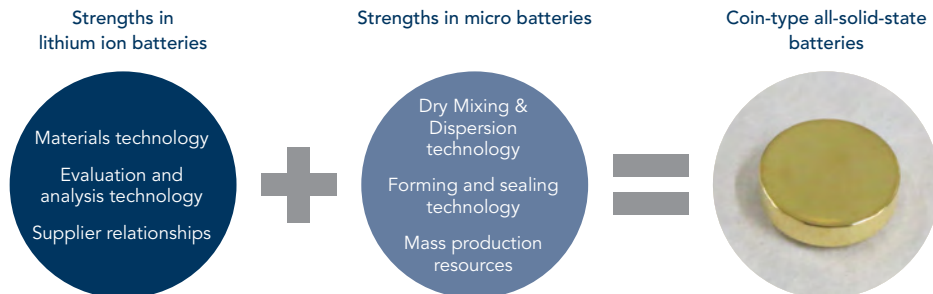 Strengths in
lithium ion batteries
Strengths in micro batteries
Coin-type all-solid-state
batteries
Materials technology
Evaluation and
analysis technology
Supplier relationships
Dry Mixing &
Dispersion
technology
Forming and sealing
technology
Mass production
resources